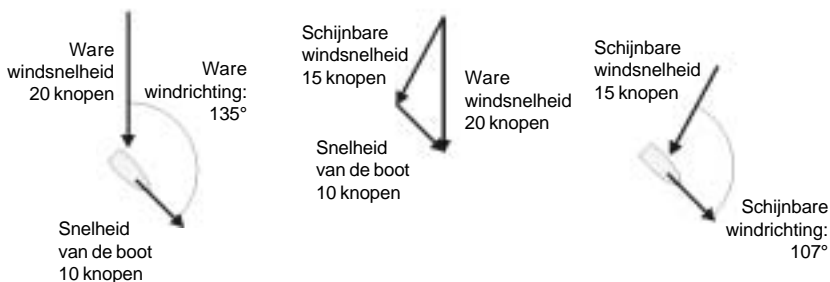 Ware
windsnelheid
20 knopen
Ware
windrichting:
135°
Snelheid
van de boot
10 knopen
Schijnbare
windsnelheid
15 knopen
Ware
windsnelheid
20 knopen
Snelheid
van de boot
10 knopen
Schijnbare
windsnelheid
15 knopen
Schijnbare
windrichting:
107°